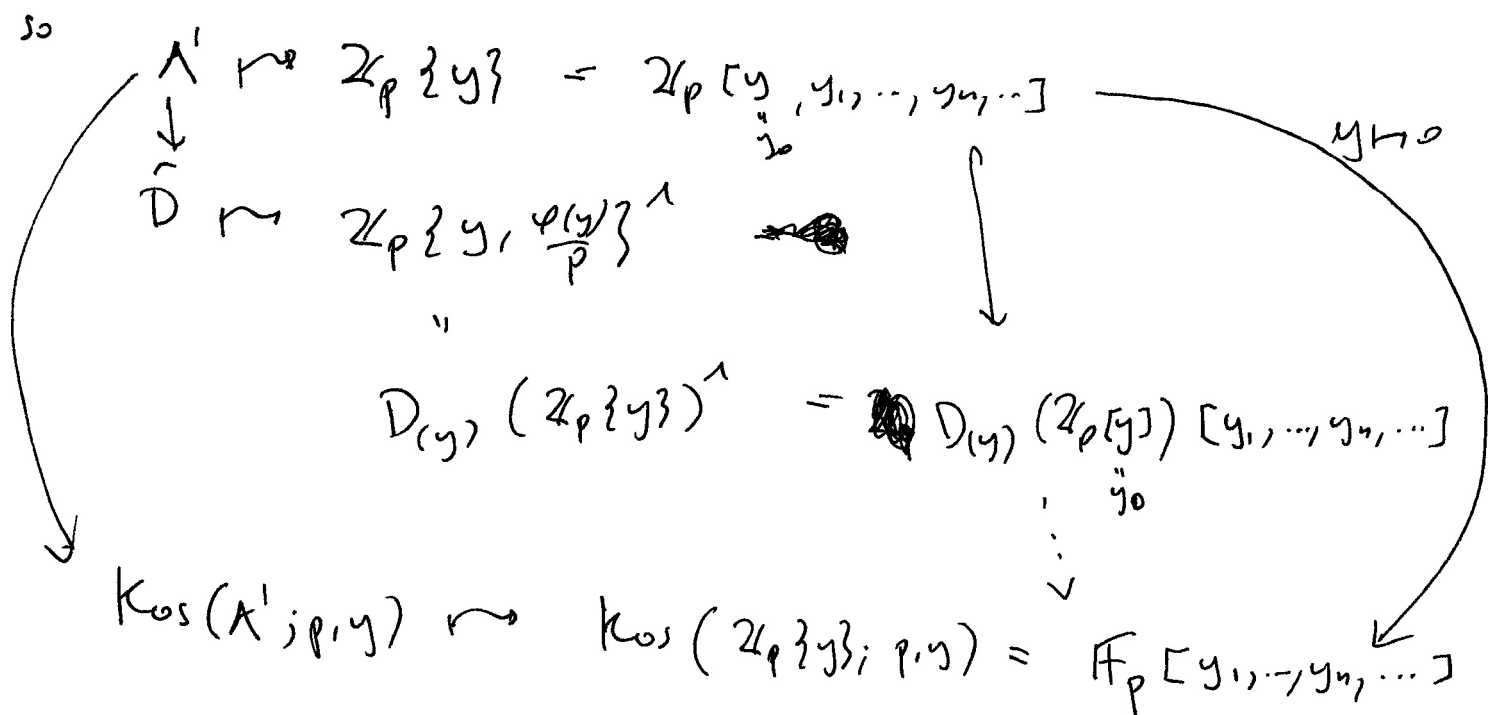 so
A' ⇝ ℤ_p {y} = ℤ_p [y, y_1, .., y_n, ..]
y_0
y ↦ 0
D̂ ⇝ ℤ_p {y, φ(y)/p}^∧
"
D_(y) (ℤ_p {y})^∧ = D_(y) (ℤ_p [y]) [y_1, ..., y_n, ...]
y_0
Kos(A'; p, y) ⇝ Kos(ℤ_p {y}; p, y) = 𝔽_p [y_1, .., y_n, ...]